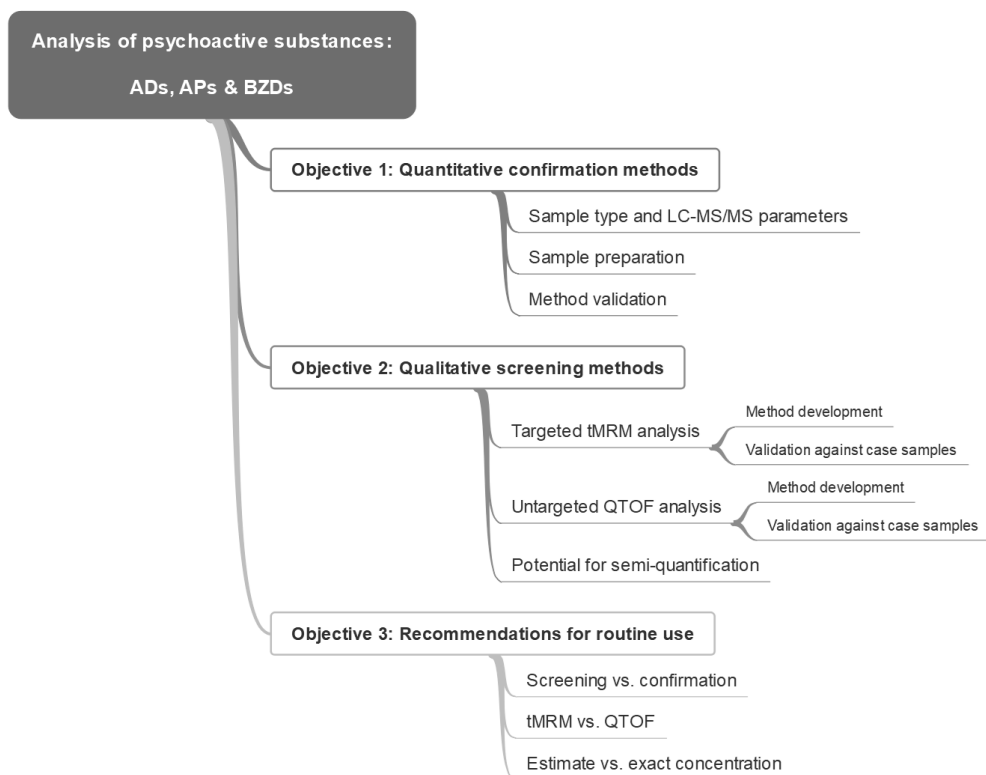 Analysis of psychoactive substances:
ADs, APs & BZDs
Objective 1: Quantitative confirmation methods
Sample type and LC-MS/MS parameters
Sample preparation
Method validation
Objective 2: Qualitative screening methods
Targeted tMRM analysis
Method development
Validation against case samples
Untargeted QTOF analysis
Method development
Validation against case samples
Potential for semi-quantification
Objective 3: Recommendations for routine use
Screening vs. confirmation
tMRM vs. QTOF
Estimate vs. exact concentration